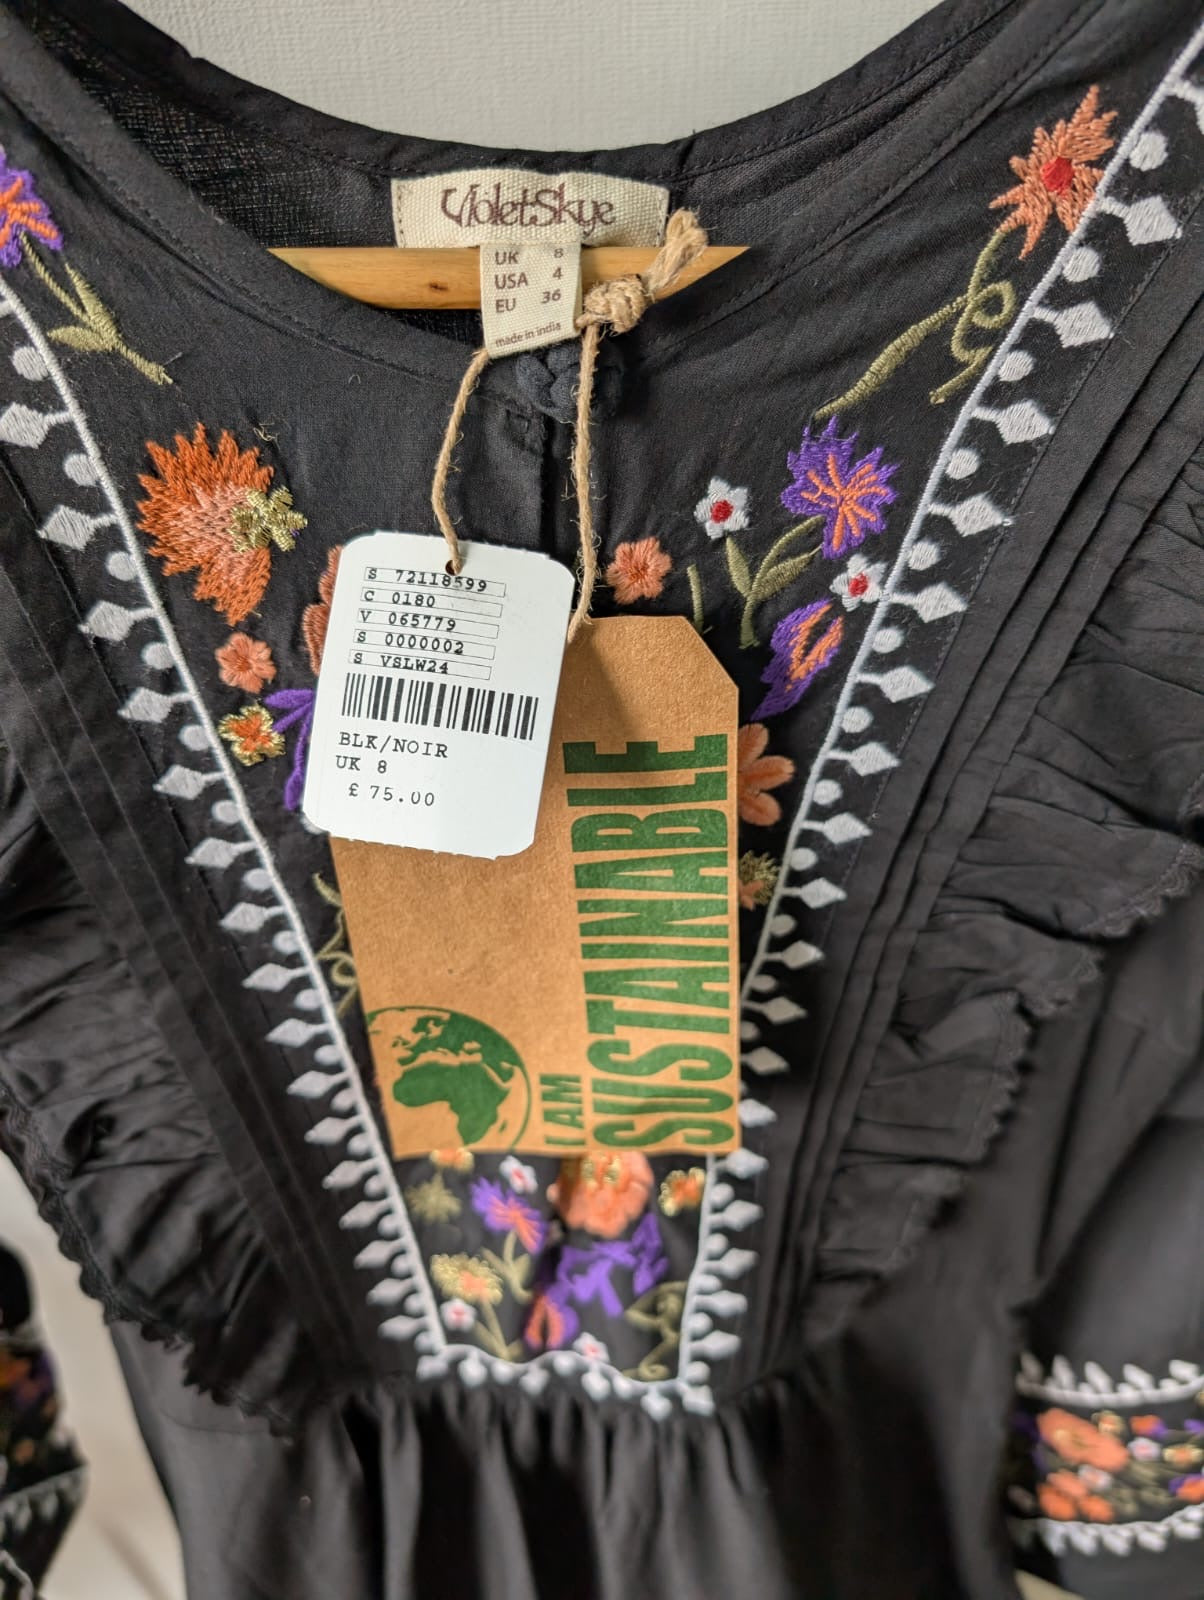 VioletSkye
UK 8
USA 4
EU 36
made in india
S 72118599
C 0180
V 065779
S 0000002
S VSLW24
BLK/NOIR
UK 8
£ 75.00
I AM
SUSTAINABLE